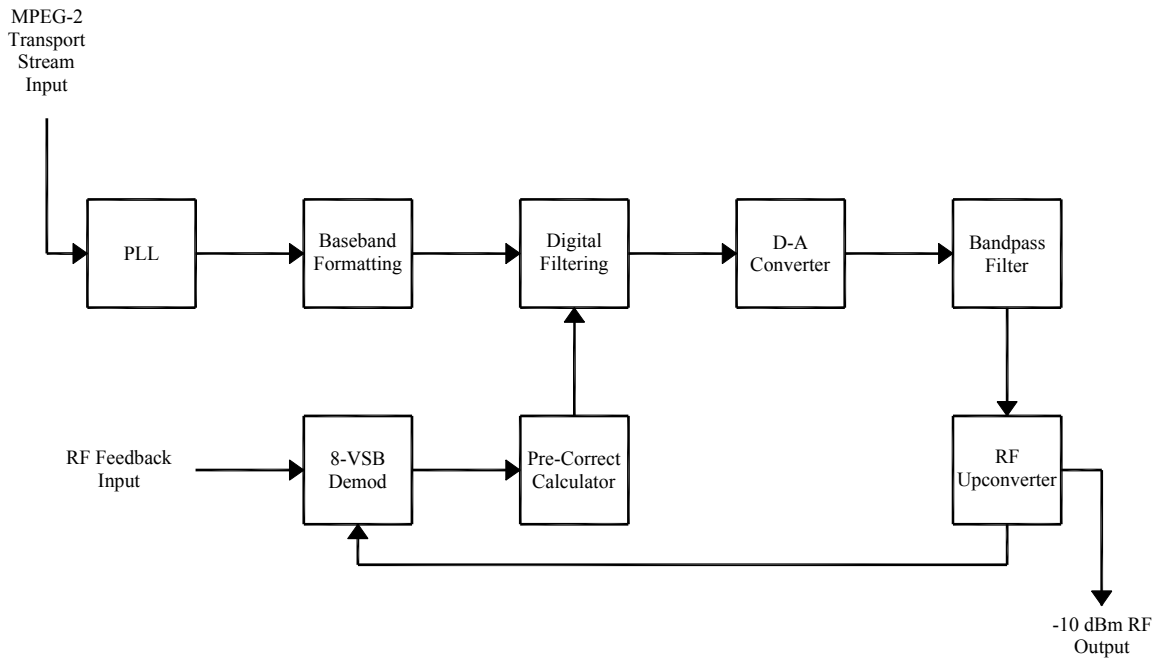 MPEG-2
Transport
Stream
Input
PLL
Baseband
Formatting
Digital
Filtering
D-A
Converter
Bandpass
Filter
RF Feedback
Input
8-VSB
Demod
Pre-Correct
Calculator
RF
Upconverter
-10 dBm RF
Output